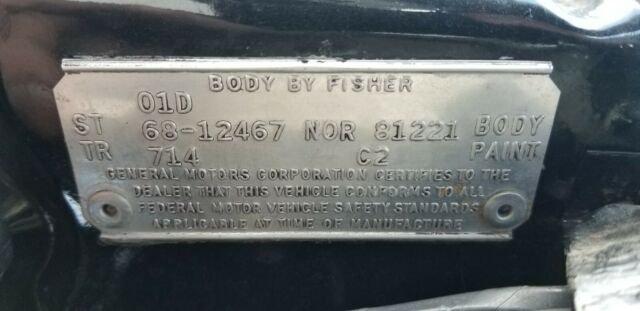 BODY BY FISHER
01D
ST 68-12467 NOR 81221 BODY
TR 714 C2 PAINT
GENERAL MOTORS CORPORATION CERTIFIES TO THE
DEALER THAT THIS VEHICLE CONFORMS TO ALL
FEDERAL MOTOR VEHICLE SAFETY STANDARDS
APPLICABLE AT TIME OF MANUFACTURE